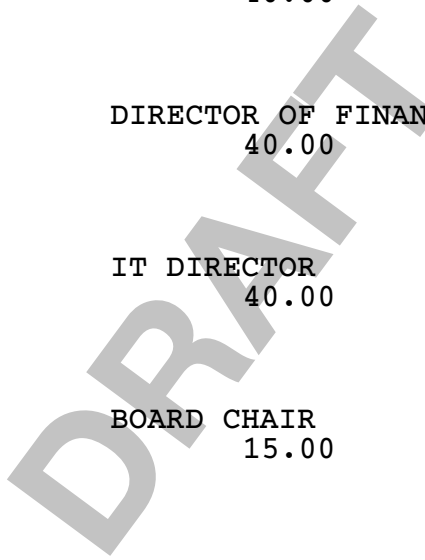 DIRECTOR OF FINAN
40.00
IT DIRECTOR
40.00
BOARD CHAIR
15.00
DRAFT